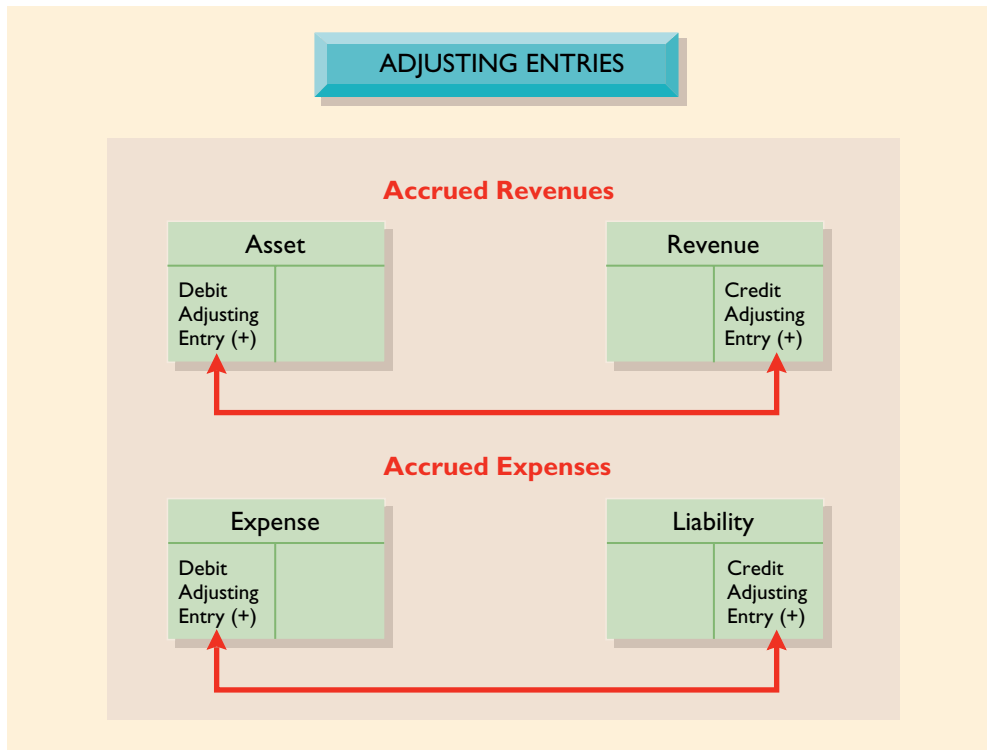 ADJUSTING ENTRIES
Accrued Revenues
Asset
Debit
Adjusting
Entry (+)
Revenue
Credit
Adjusting
Entry (+)
Accrued Expenses
Expense
Debit
Adjusting
Entry (+)
Liability
Credit
Adjusting
Entry (+)